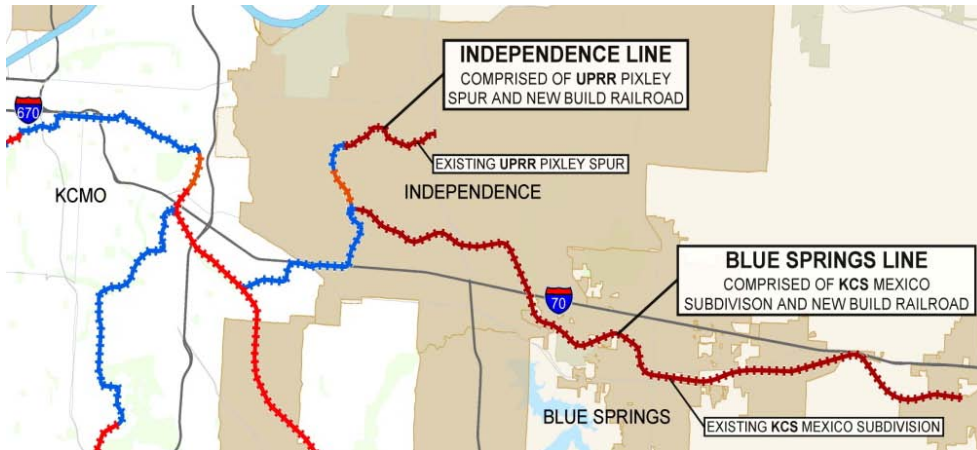 INDEPENDENCE LINE
COMPRISED OF UPRR PIXLEY
SPUR AND NEW BUILD RAILROAD
670
EXISTING UPRR PIXLEY SPUR
KCMO
INDEPENDENCE
BLUE SPRINGS LINE
COMPRISED OF KCS MEXICO
SUBDIVISON AND NEW BUILD RAILROAD
70
BLUE SPRINGS
EXISTING KCS MEXICO SUBDIVISION